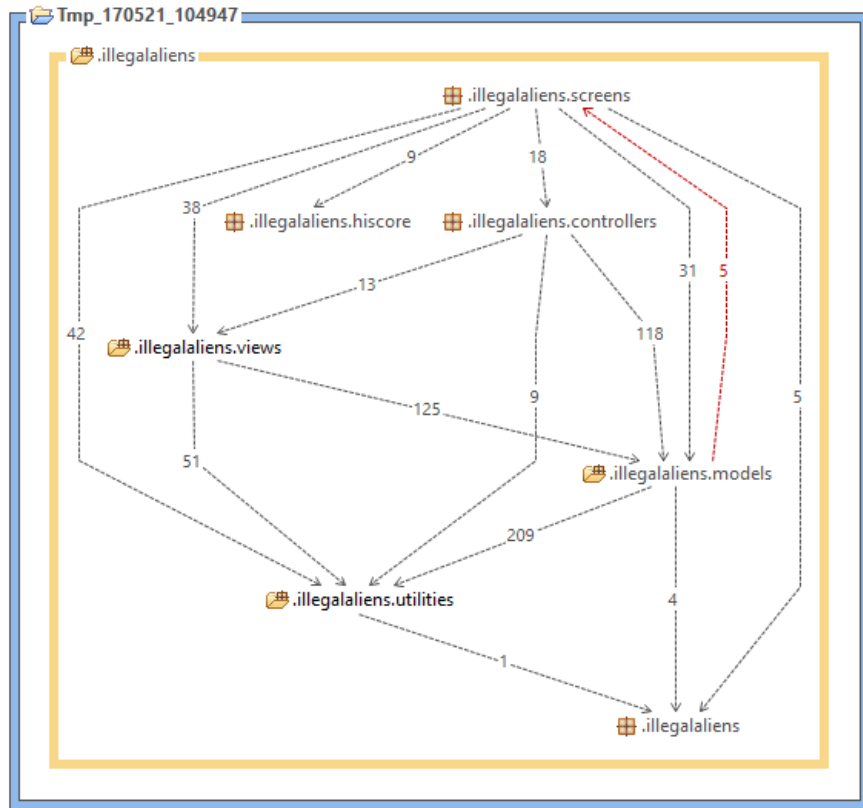 Tmp_170521_104947
.illegalaliens
.illegalaliens.screens
9
18
38
.illegalaliens.hiscore
.illegalaliens.controllers
31
5
13
42
118
.illegalaliens.views
9
5
125
51
.illegalaliens.models
209
.illegalaliens.utilities
4
1
.illegalaliens